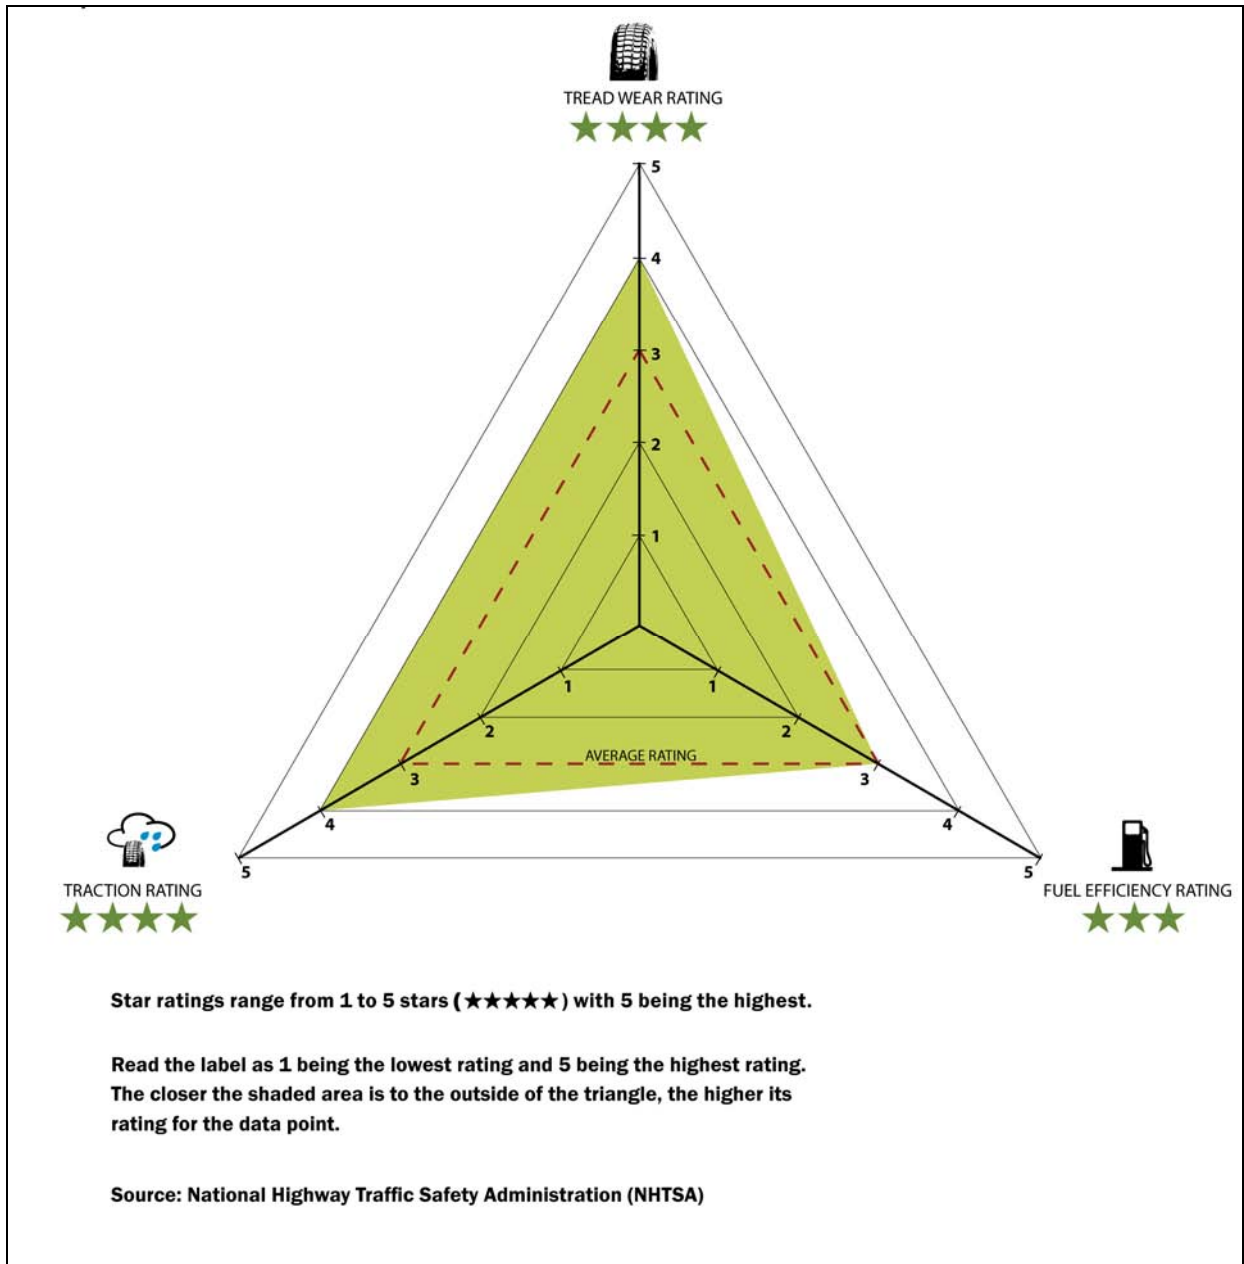 TREAD WEAR RATING
★★★★
5
4
3
2
1
1
1
2
2
AVERAGE RATING
3
3
4
4
5
5
TRACTION RATING
★★★★
FUEL EFFICIENCY RATING
★★★
Star ratings range from 1 to 5 stars (★★★★★) with 5 being the highest.
Read the label as 1 being the lowest rating and 5 being the highest rating.
The closer the shaded area is to the outside of the triangle, the higher its
rating for the data point.
Source: National Highway Traffic Safety Administration (NHTSA)